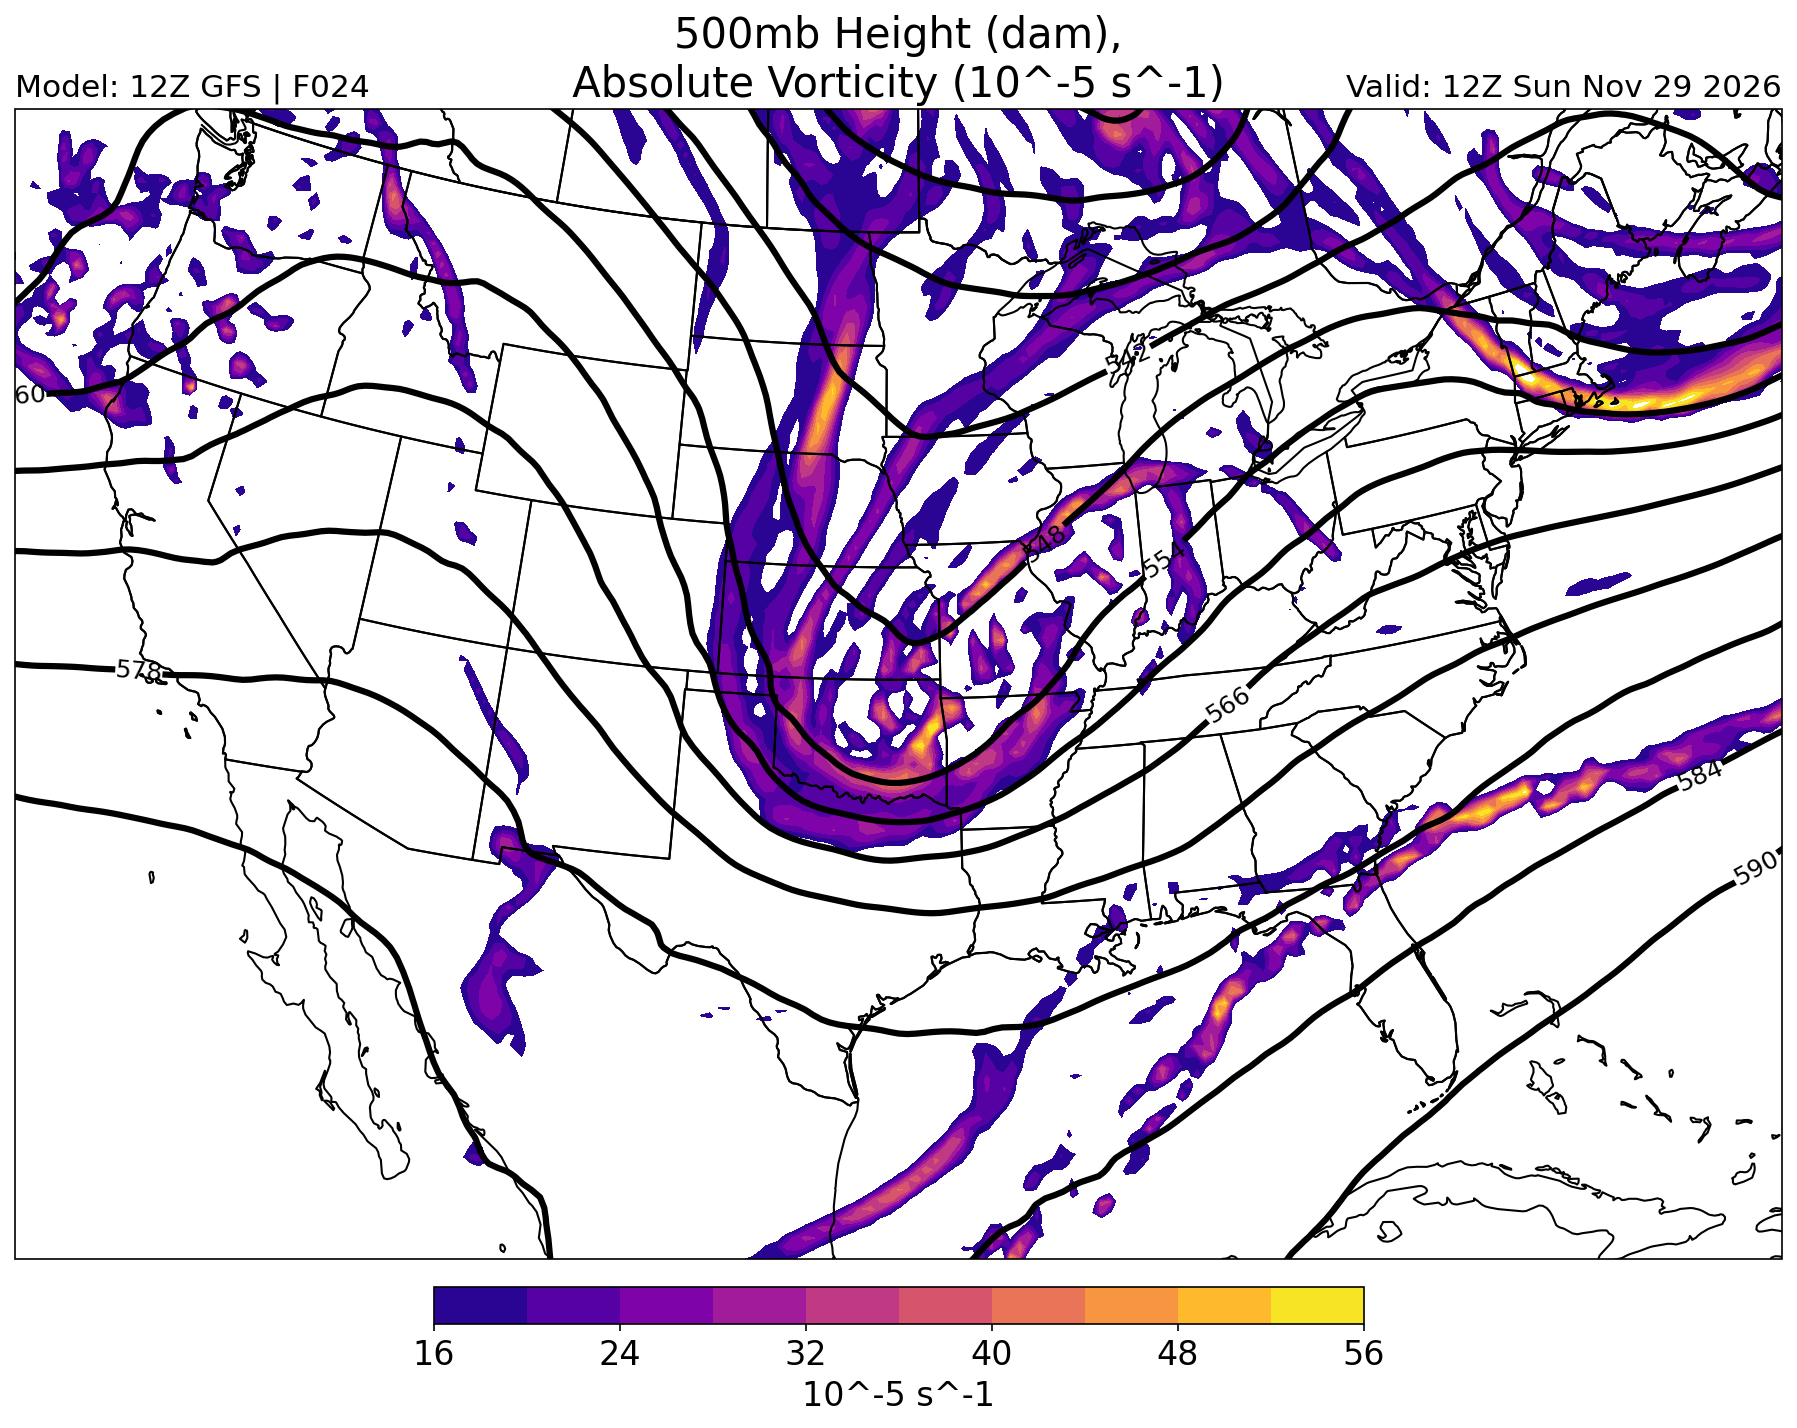 500mb Height (dam),
Absolute Vorticity (10^-5 s^-1)
Model: 12Z GFS | F024
Valid: 12Z Sun Nov 29 2026
60
548
554
578
566
584
590
16 24 32 40 48 56
10^-5 s^-1